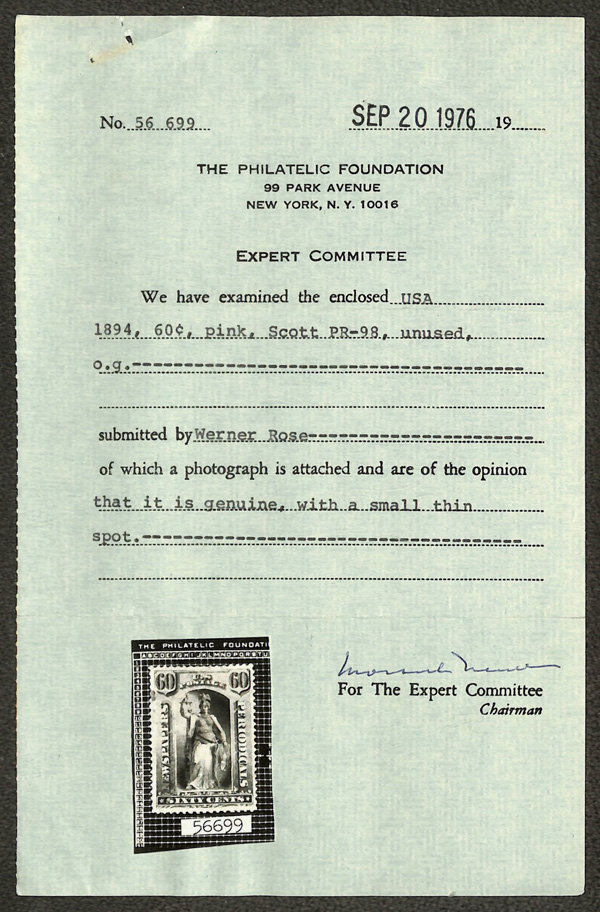 No. 56 699 SEP 20 1976 19
THE PHILATELIC FOUNDATION
99 PARK AVENUE
NEW YORK, N. Y. 10016
EXPERT COMMITTEE
We have examined the enclosed USA
1894, 60¢, pink, Scott PR-98, unused,
o.g.
submitted by Werner Rose
of which a photograph is attached and are of the opinion
that it is genuine, with a small thin
spot.
For The Expert Committee
Chairman
THE PHILATELIC FOUNDATI
ABCDEFGHIJKLMNOPQRSTU
60 60
NEWSPAPERS
PERIODICALS
SIXTY CENTS
56699